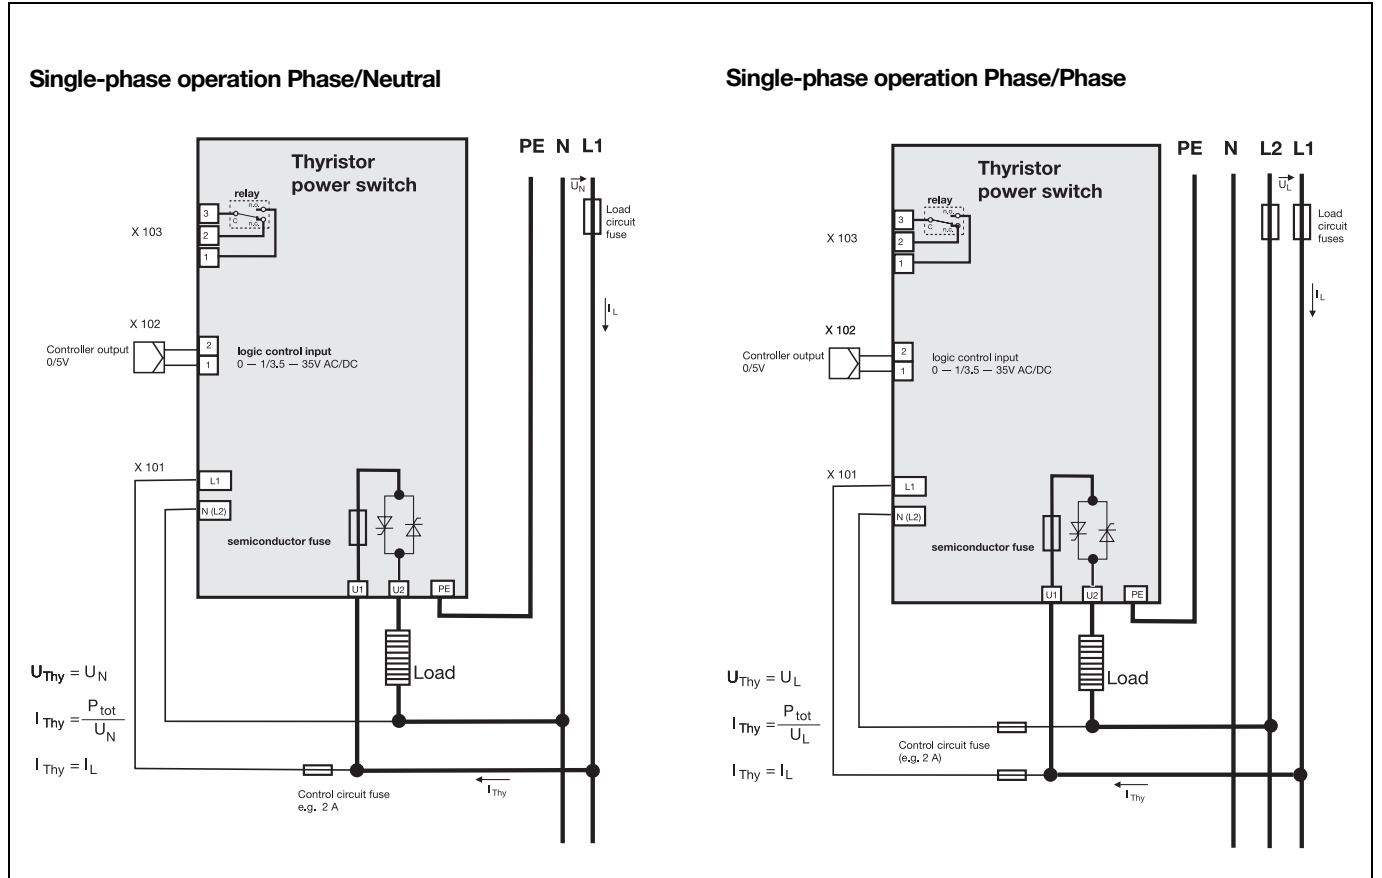 Single-phase operation Phase/Neutral
PE N L1
Thyristor
power switch
U_N
relay
n.o.
C
n.c.
3
2
1
X 103
Load
circuit
fuse
I_L
X 102
Controller output
0/5V
2
1
logic control input
0 — 1/3.5 — 35V AC/DC
X 101
L1
N (L2)
semiconductor fuse
U1
U2
PE
Load
U_Thy = U_N
I_Thy = P_tot / U_N
I_Thy = I_L
Control circuit fuse
e.g. 2 A
I_Thy
Single-phase operation Phase/Phase
PE N L2 L1
Thyristor
power switch
U_L
relay
n.o.
C
n.c.
3
2
1
X 103
Load
circuit
fuses
I_L
X 102
Controller output
0/5V
2
1
logic control input
0 — 1/3.5 — 35V AC/DC
X 101
L1
N (L2)
semiconductor fuse
U1
U2
PE
Load
U_Thy = U_L
I_Thy = P_tot / U_L
I_Thy = I_L
Control circuit fuse
(e.g. 2 A)
I_Thy